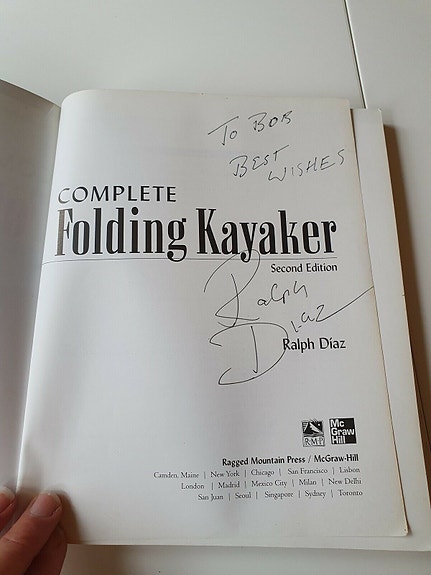 To BOB
BEST
WISHES
COMPLETE
Folding Kayaker
Second Edition
Ralph
Diaz
Ralph Díaz
RMP
Mc
Graw
Hill
Ragged Mountain Press / McGraw-Hill
Camden, Maine | New York | Chicago | San Francisco | Lisbon
London | Madrid | Mexico City | Milan | New Delhi
San Juan | Seoul | Singapore | Sydney | Toronto